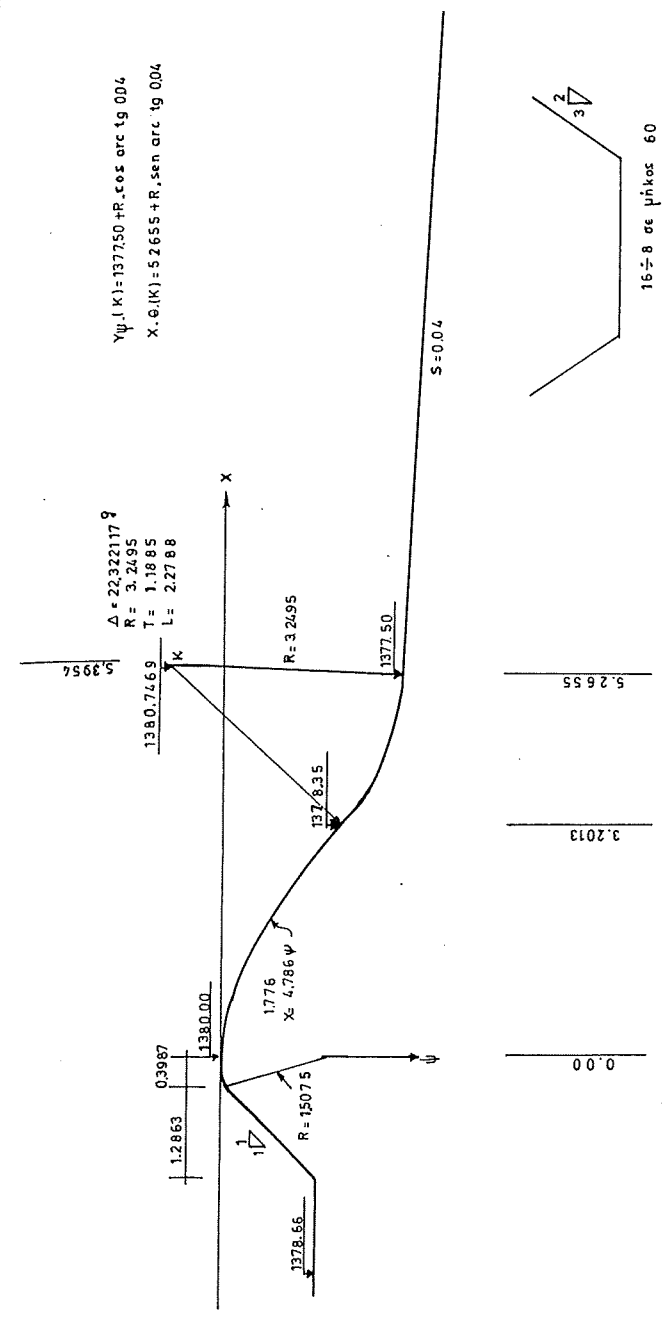 Υψ.(Κ)=1377.50 +R.cos arc tg 0.04
X.Θ.(K)=5.2655+R.sen arc tg 0.04
Δ = 22,322117 g
R = 3.2495
T = 1.1885
L = 2.2788
5.3954
1380.7469
K
X
R=3.2495
1377.50
1378.35
S=0.04
1.2863
0.3987
1380.00
1.776
X= 4.786 ψ
R=1.5075
ψ
1
1
1378.66
0.00
3.2013
5.2655
2
3
16÷8 σε μήκος 60